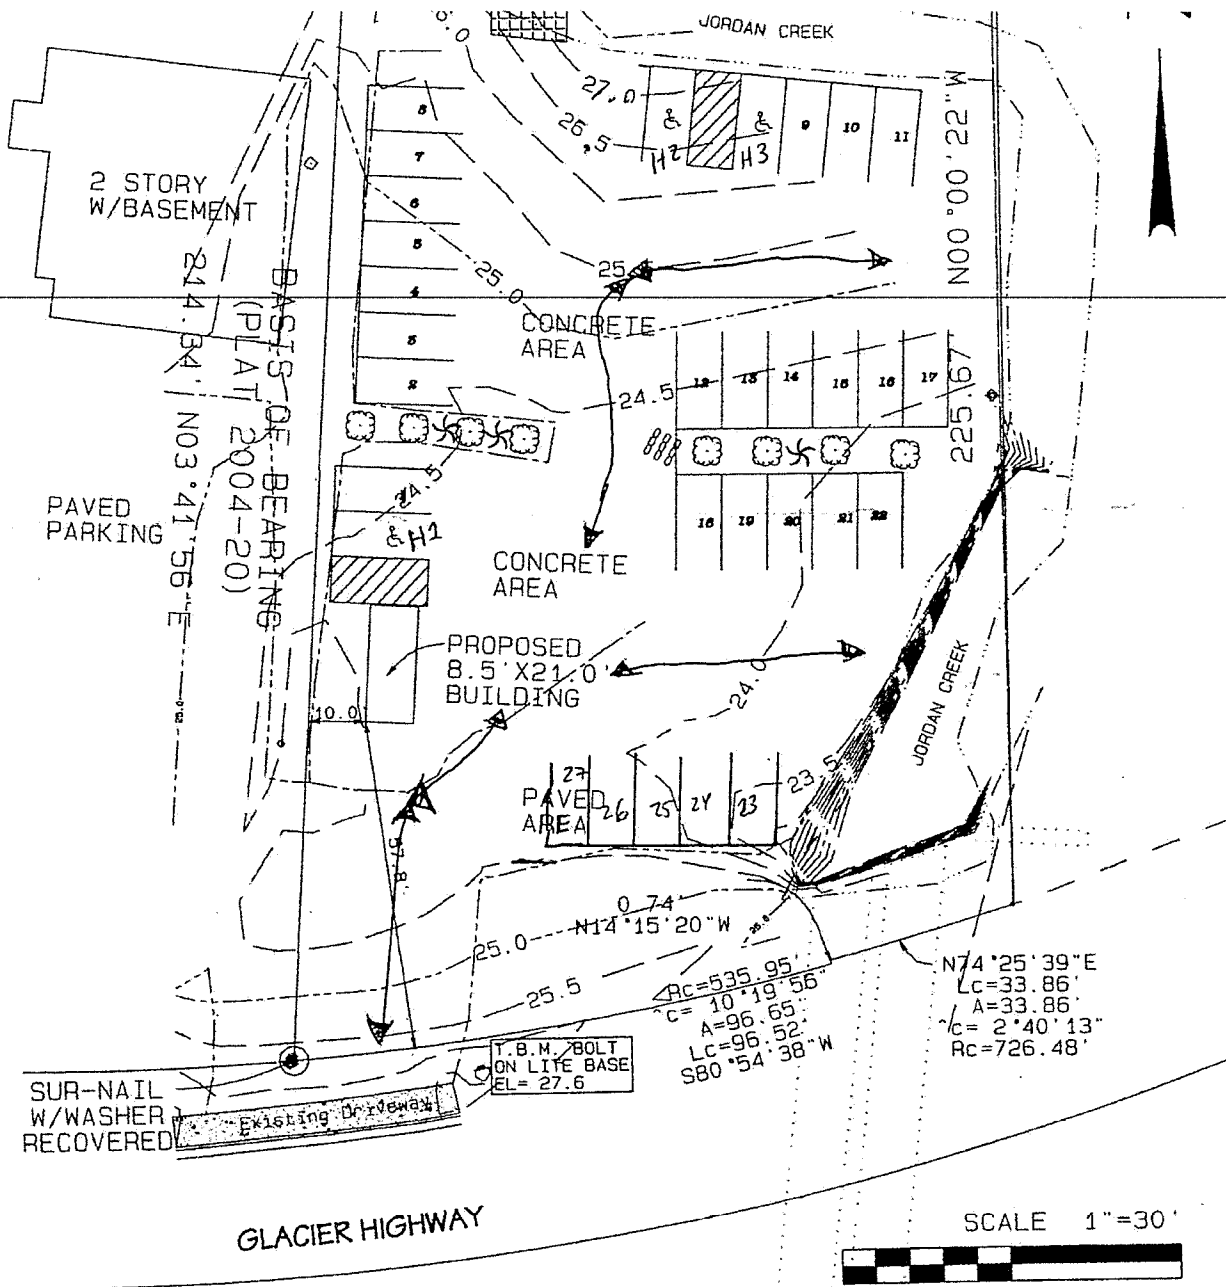 JORDAN CREEK
6.0
27.0
26.5
H2
H3
9
10
11
N00°00'22"W
225.67'
8
7
6
5
4
3
2
2 STORY
W/BASEMENT
214.84' N03°41'56"E
BASIS OF BEARING
(PLAT 2004-20)
25.0
25
CONCRETE
AREA
24.5
12
13
14
15
16
17
24.5
H1
18
19
20
21
22
PAVED
PARKING
CONCRETE
AREA
PROPOSED
8.5'X21.0'
BUILDING
10.0
24.0
JORDAN CREEK
23.5
27
26
25
24
23
PAVED
AREA
57.8'
0.74'
N14°15'20"W
25.0
25.5
Rc=535.95'
^c= 10°19'56"
A=96.65'
Lc=96.52'
S80°54'38"W
N74°25'39"E
Lc=33.86'
A=33.86'
^c= 2°40'13"
Rc=726.48'
T.B.M. BOLT
ON LITE BASE
EL= 27.6
SUR-NAIL
W/WASHER
RECOVERED
Existing Driveway
GLACIER HIGHWAY
SCALE 1"=30'